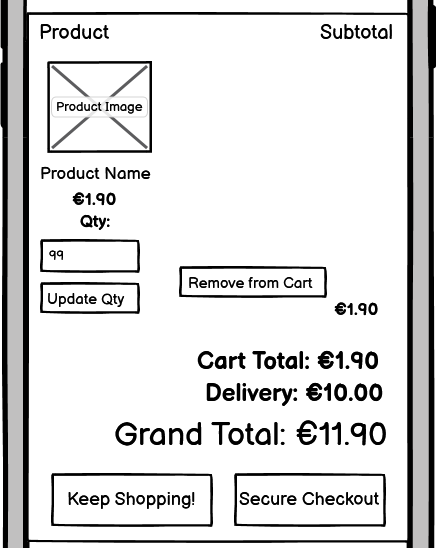 Product Subtotal
Product Image
Product Name
€1.90
Qty:
99
Remove from Cart
Update Qty
€1.90
Cart Total: €1.90
Delivery: €10.00
Grand Total: €11.90
Keep Shopping! Secure Checkout